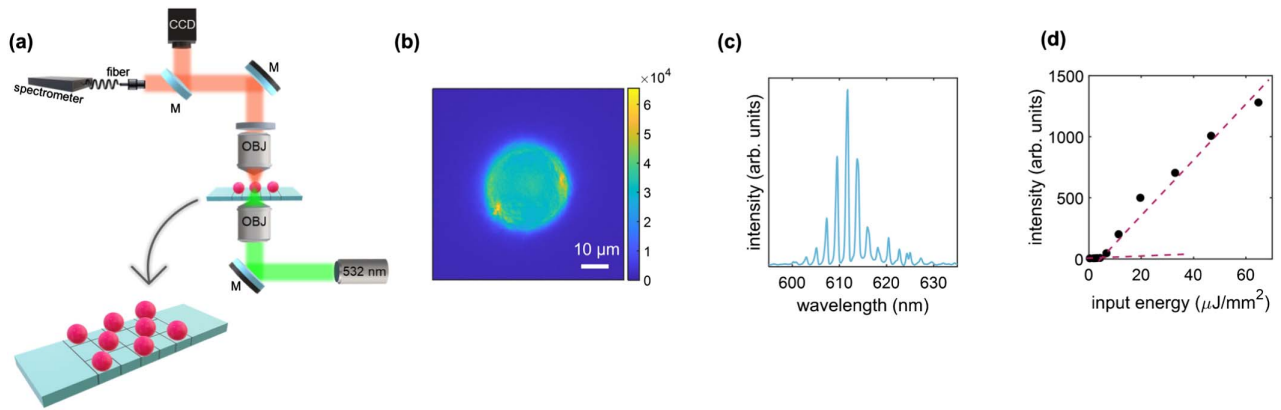 (a)
CCD
fiber
spectrometer
M
M
OBJ
OBJ
M
532 nm
(b)
×10⁴
6
5
4
3
2
1
0
10 µm
(c)
intensity (arb. units)
600 610 620 630
wavelength (nm)
(d)
intensity (arb. units)
1500
1000
500
0
0 20 40 60
input energy (µJ/mm²)